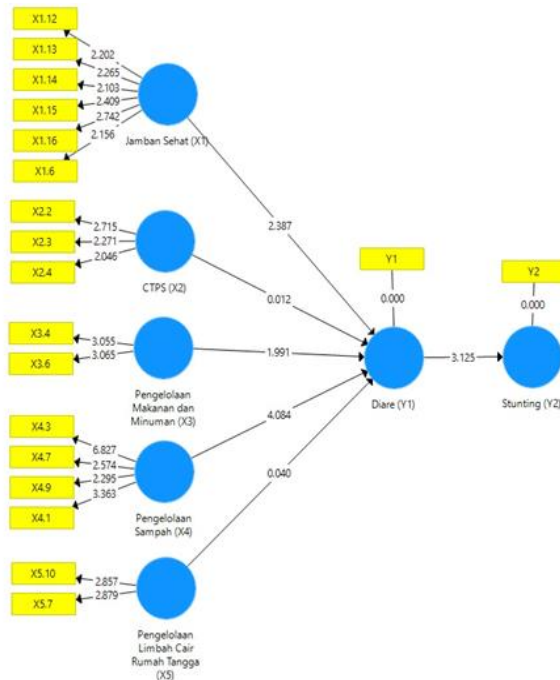 X1.12
X1.13
X1.14
X1.15
X1.16
X1.6
2.202
2.265
2.103
2.409
2.742
2.156
Jamban Sehat (X1)
2.387
X2.2
X2.3
X2.4
2.715
2.271
2.046
CTPS (X2)
0.012
Y1
0.000
Y2
0.000
X3.4
X3.6
3.055
3.065
Pengelolaan
Makanan dan
Minuman (X3)
1.991
Diare (Y1)
3.125
Stunting (Y2)
X4.3
X4.7
X4.9
X4.1
6.827
2.574
2.295
3.363
Pengelolaan
Sampah (X4)
4.084
0.040
X5.10
X5.7
2.857
2.879
Pengelolaan
Limbah Cair
Rumah Tangga
(X5)